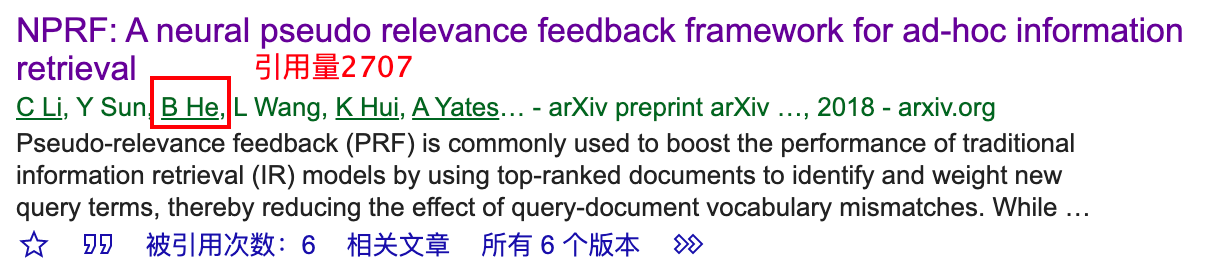 NPRF: A neural pseudo relevance feedback framework for ad-hoc information
retrieval
引用量2707
C Li, Y Sun, B He, L Wang, K Hui, A Yates… - arXiv preprint arXiv …, 2018 - arxiv.org
Pseudo-relevance feedback (PRF) is commonly used to boost the performance of traditional
information retrieval (IR) models by using top-ranked documents to identify and weight new
query terms, thereby reducing the effect of query-document vocabulary mismatches. While …
被引用次数：6 相关文章 所有 6 个版本